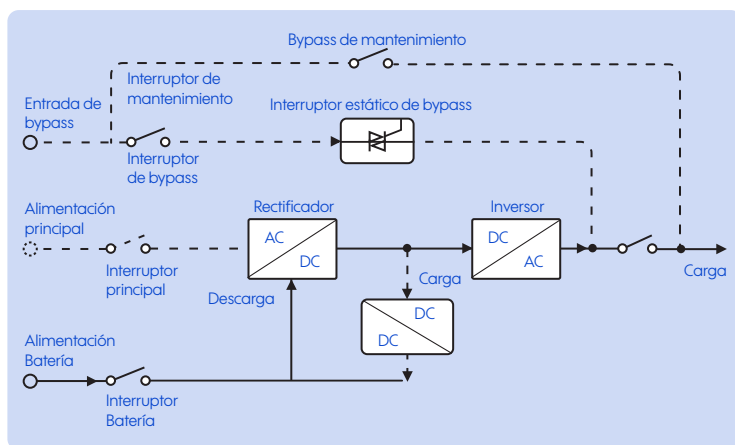 Bypass de mantenimiento
Interruptor de
mantenimiento
Entrada de
bypass
Interruptor estático de bypass
Interruptor
de bypass
Alimentación
principal
Rectificador
Inversor
AC
DC
DC
AC
Interruptor
principal
Descarga
Carga
Carga
DC
DC
Alimentación
Batería
Interruptor
Batería